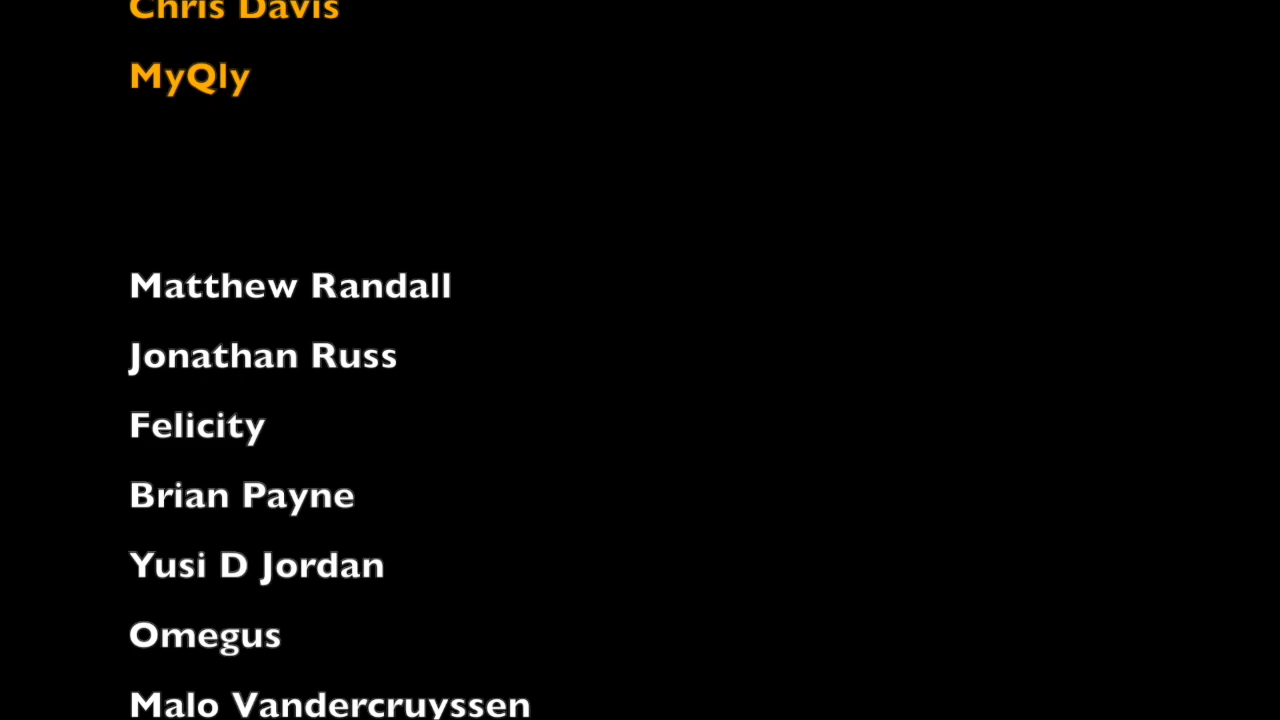 Chris Davis
MyQly
Matthew Randall
Jonathan Russ
Felicity
Brian Payne
Yusi D Jordan
Omegus
Malo Vandercruyssen